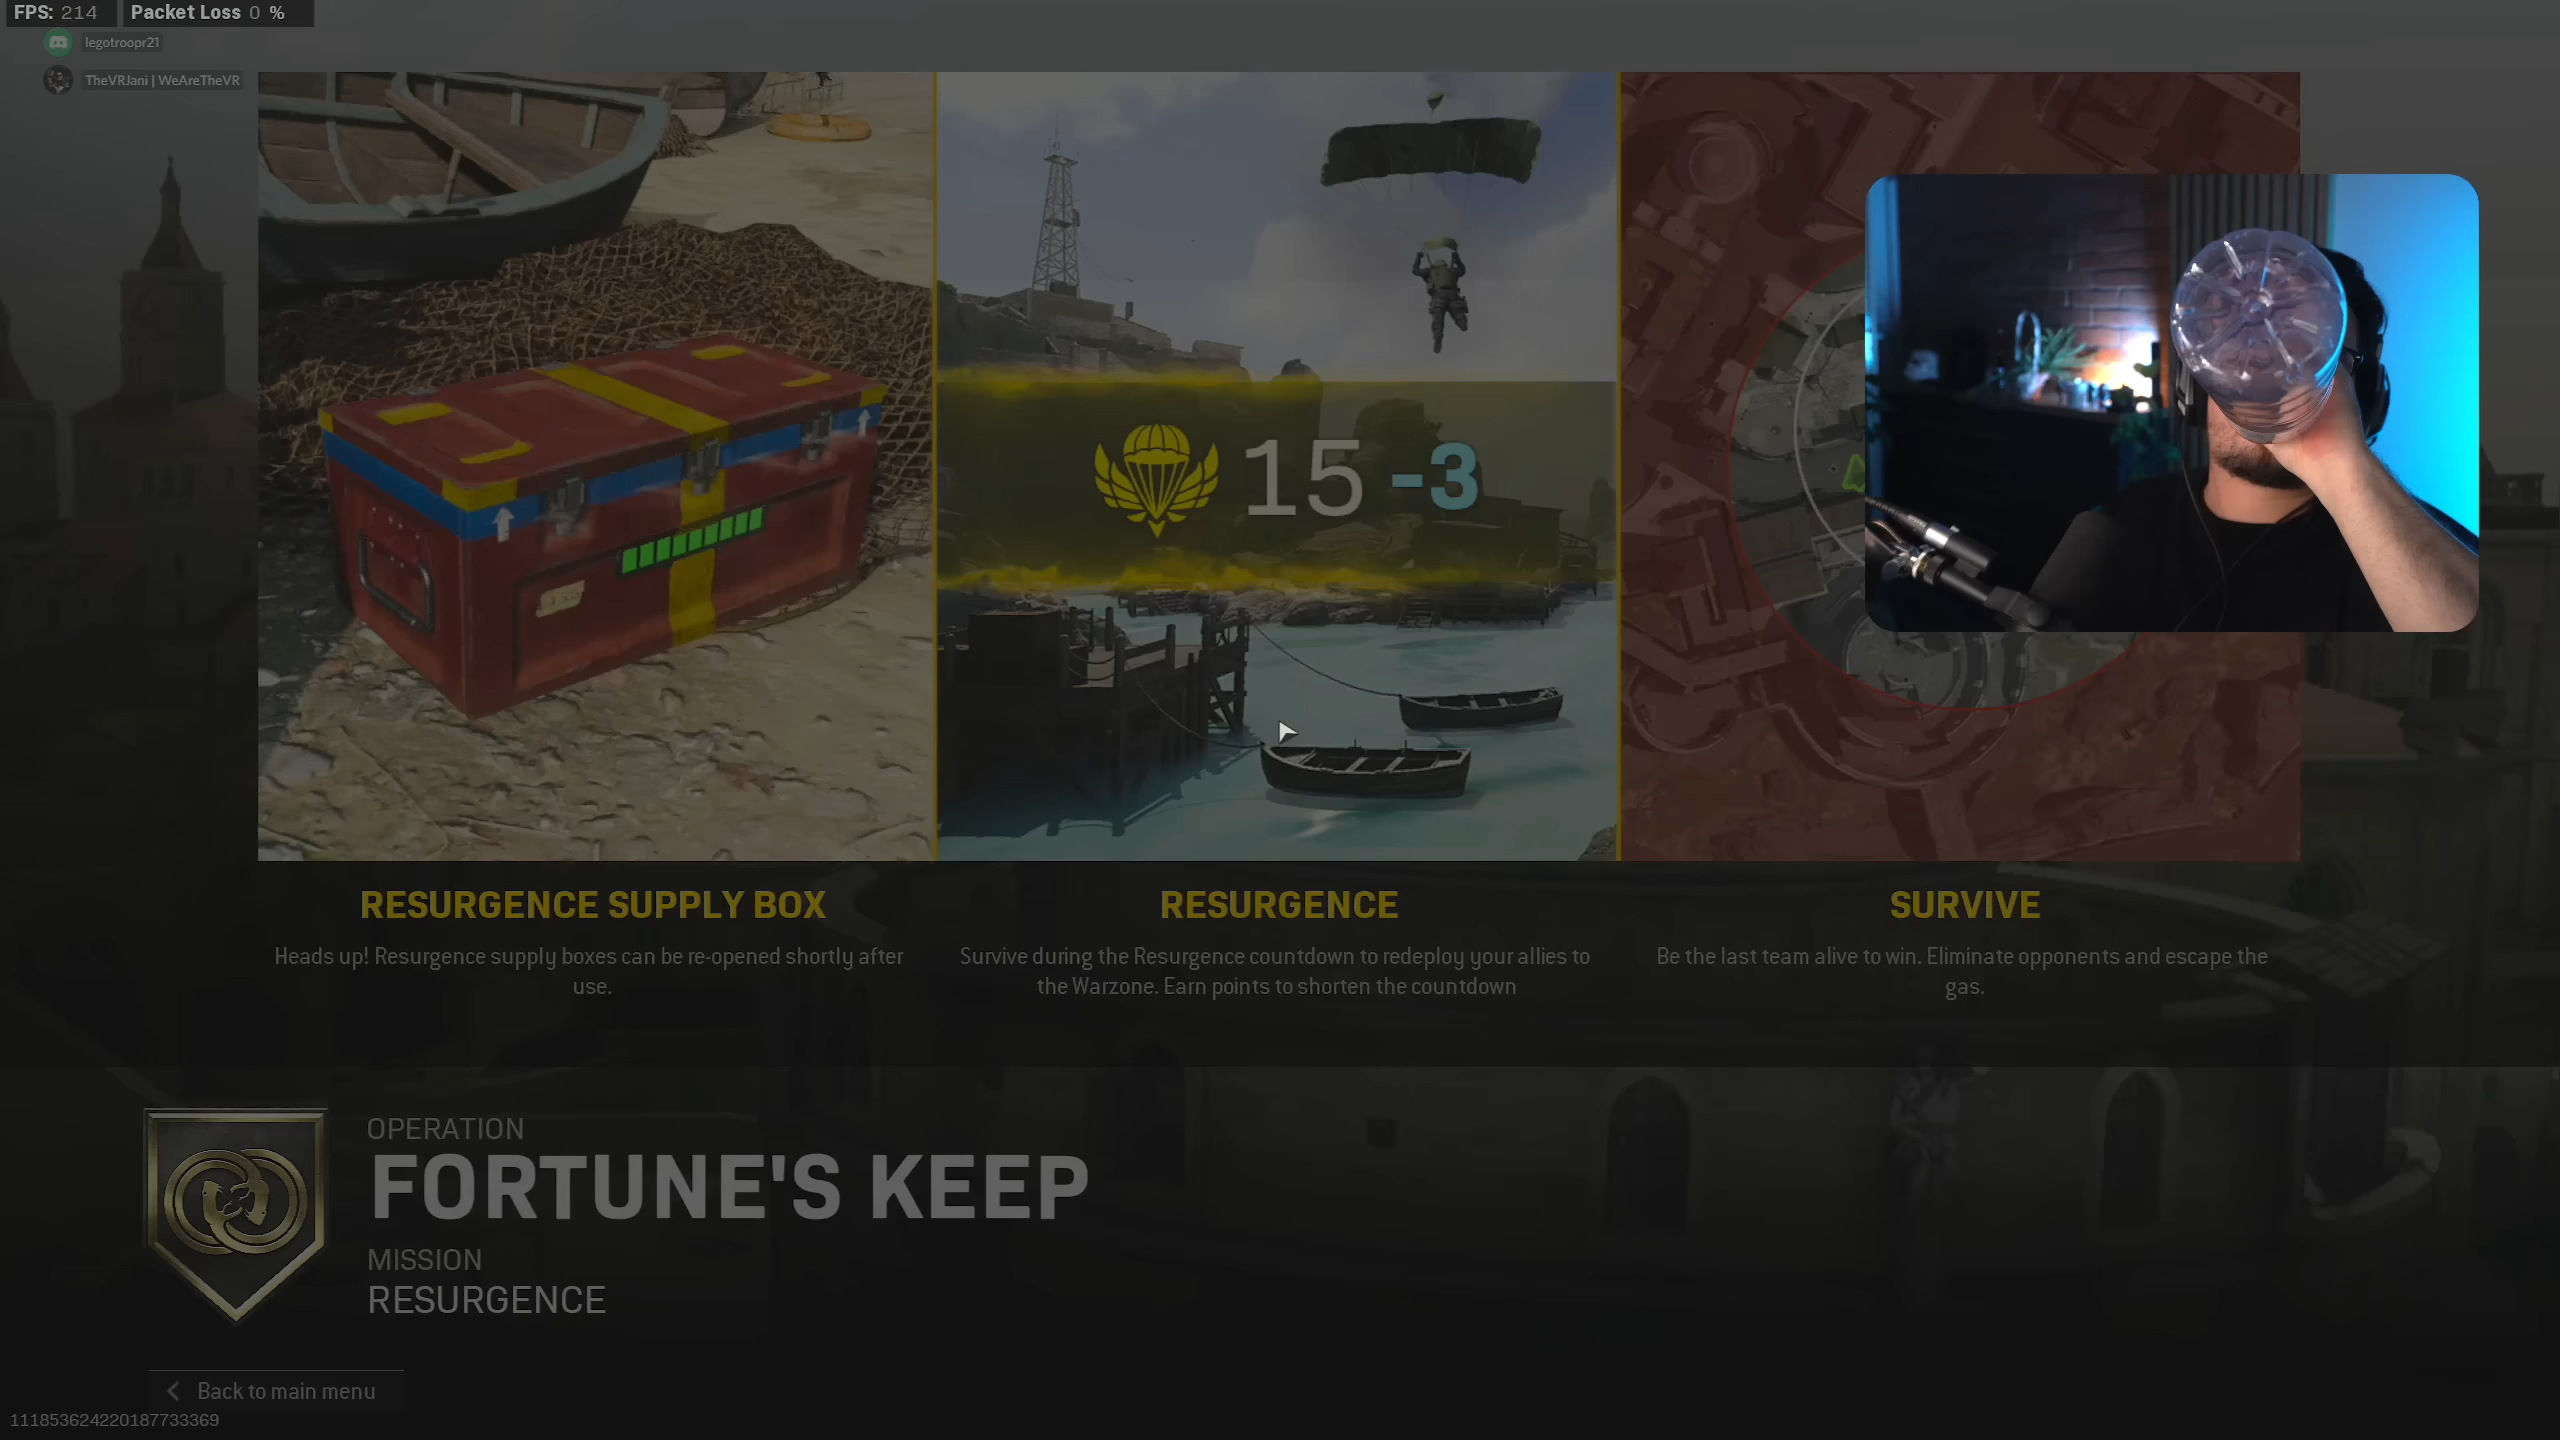 FPS: 214 Packet Loss 0 %
legotroopr21
TheVRJani | WeAreTheVR
15 -3
RESURGENCE SUPPLY BOX
Heads up! Resurgence supply boxes can be re-opened shortly after
use.
RESURGENCE
Survive during the Resurgence countdown to redeploy your allies to
the Warzone. Earn points to shorten the countdown
SURVIVE
Be the last team alive to win. Eliminate opponents and escape the
gas.
OPERATION
FORTUNE'S KEEP
MISSION
RESURGENCE
Back to main menu
111853624220187733369